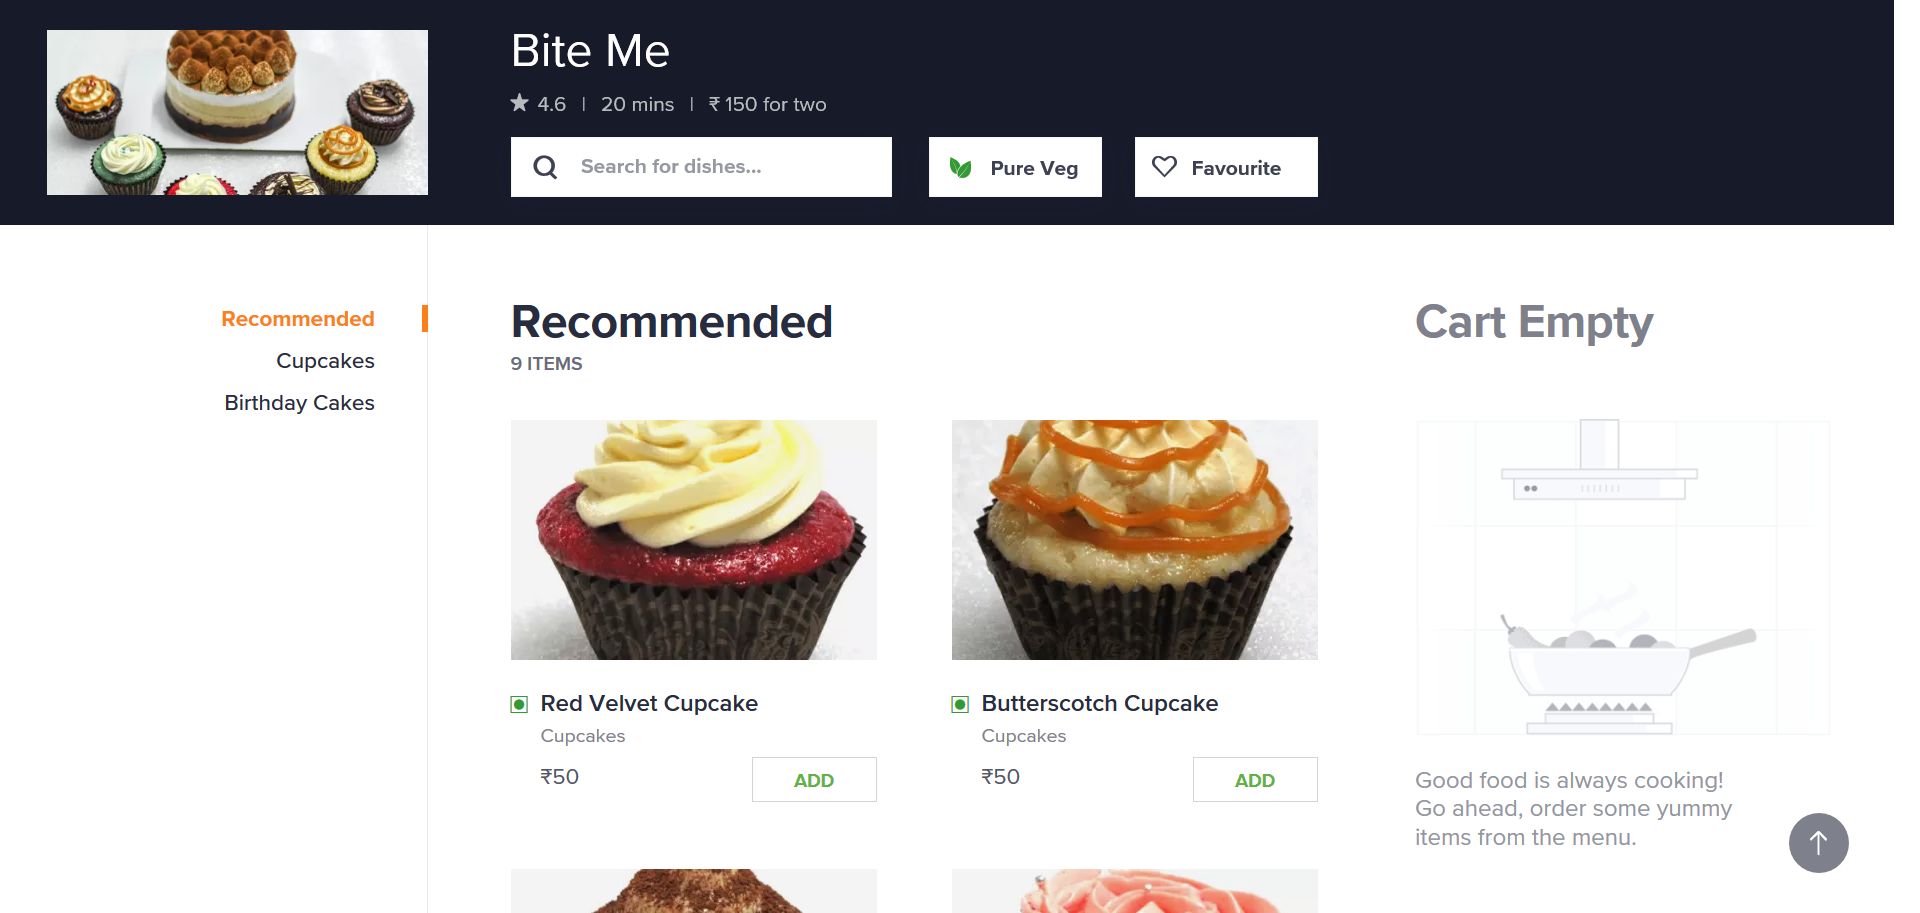 Bite Me
4.6 | 20 mins | ₹ 150 for two
Search for dishes...
Pure Veg
Favourite
Recommended
Cupcakes
Birthday Cakes
Recommended
9 ITEMS
Red Velvet Cupcake
Cupcakes
₹50
ADD
Butterscotch Cupcake
Cupcakes
₹50
ADD
Cart Empty
Good food is always cooking!
Go ahead, order some yummy
items from the menu.